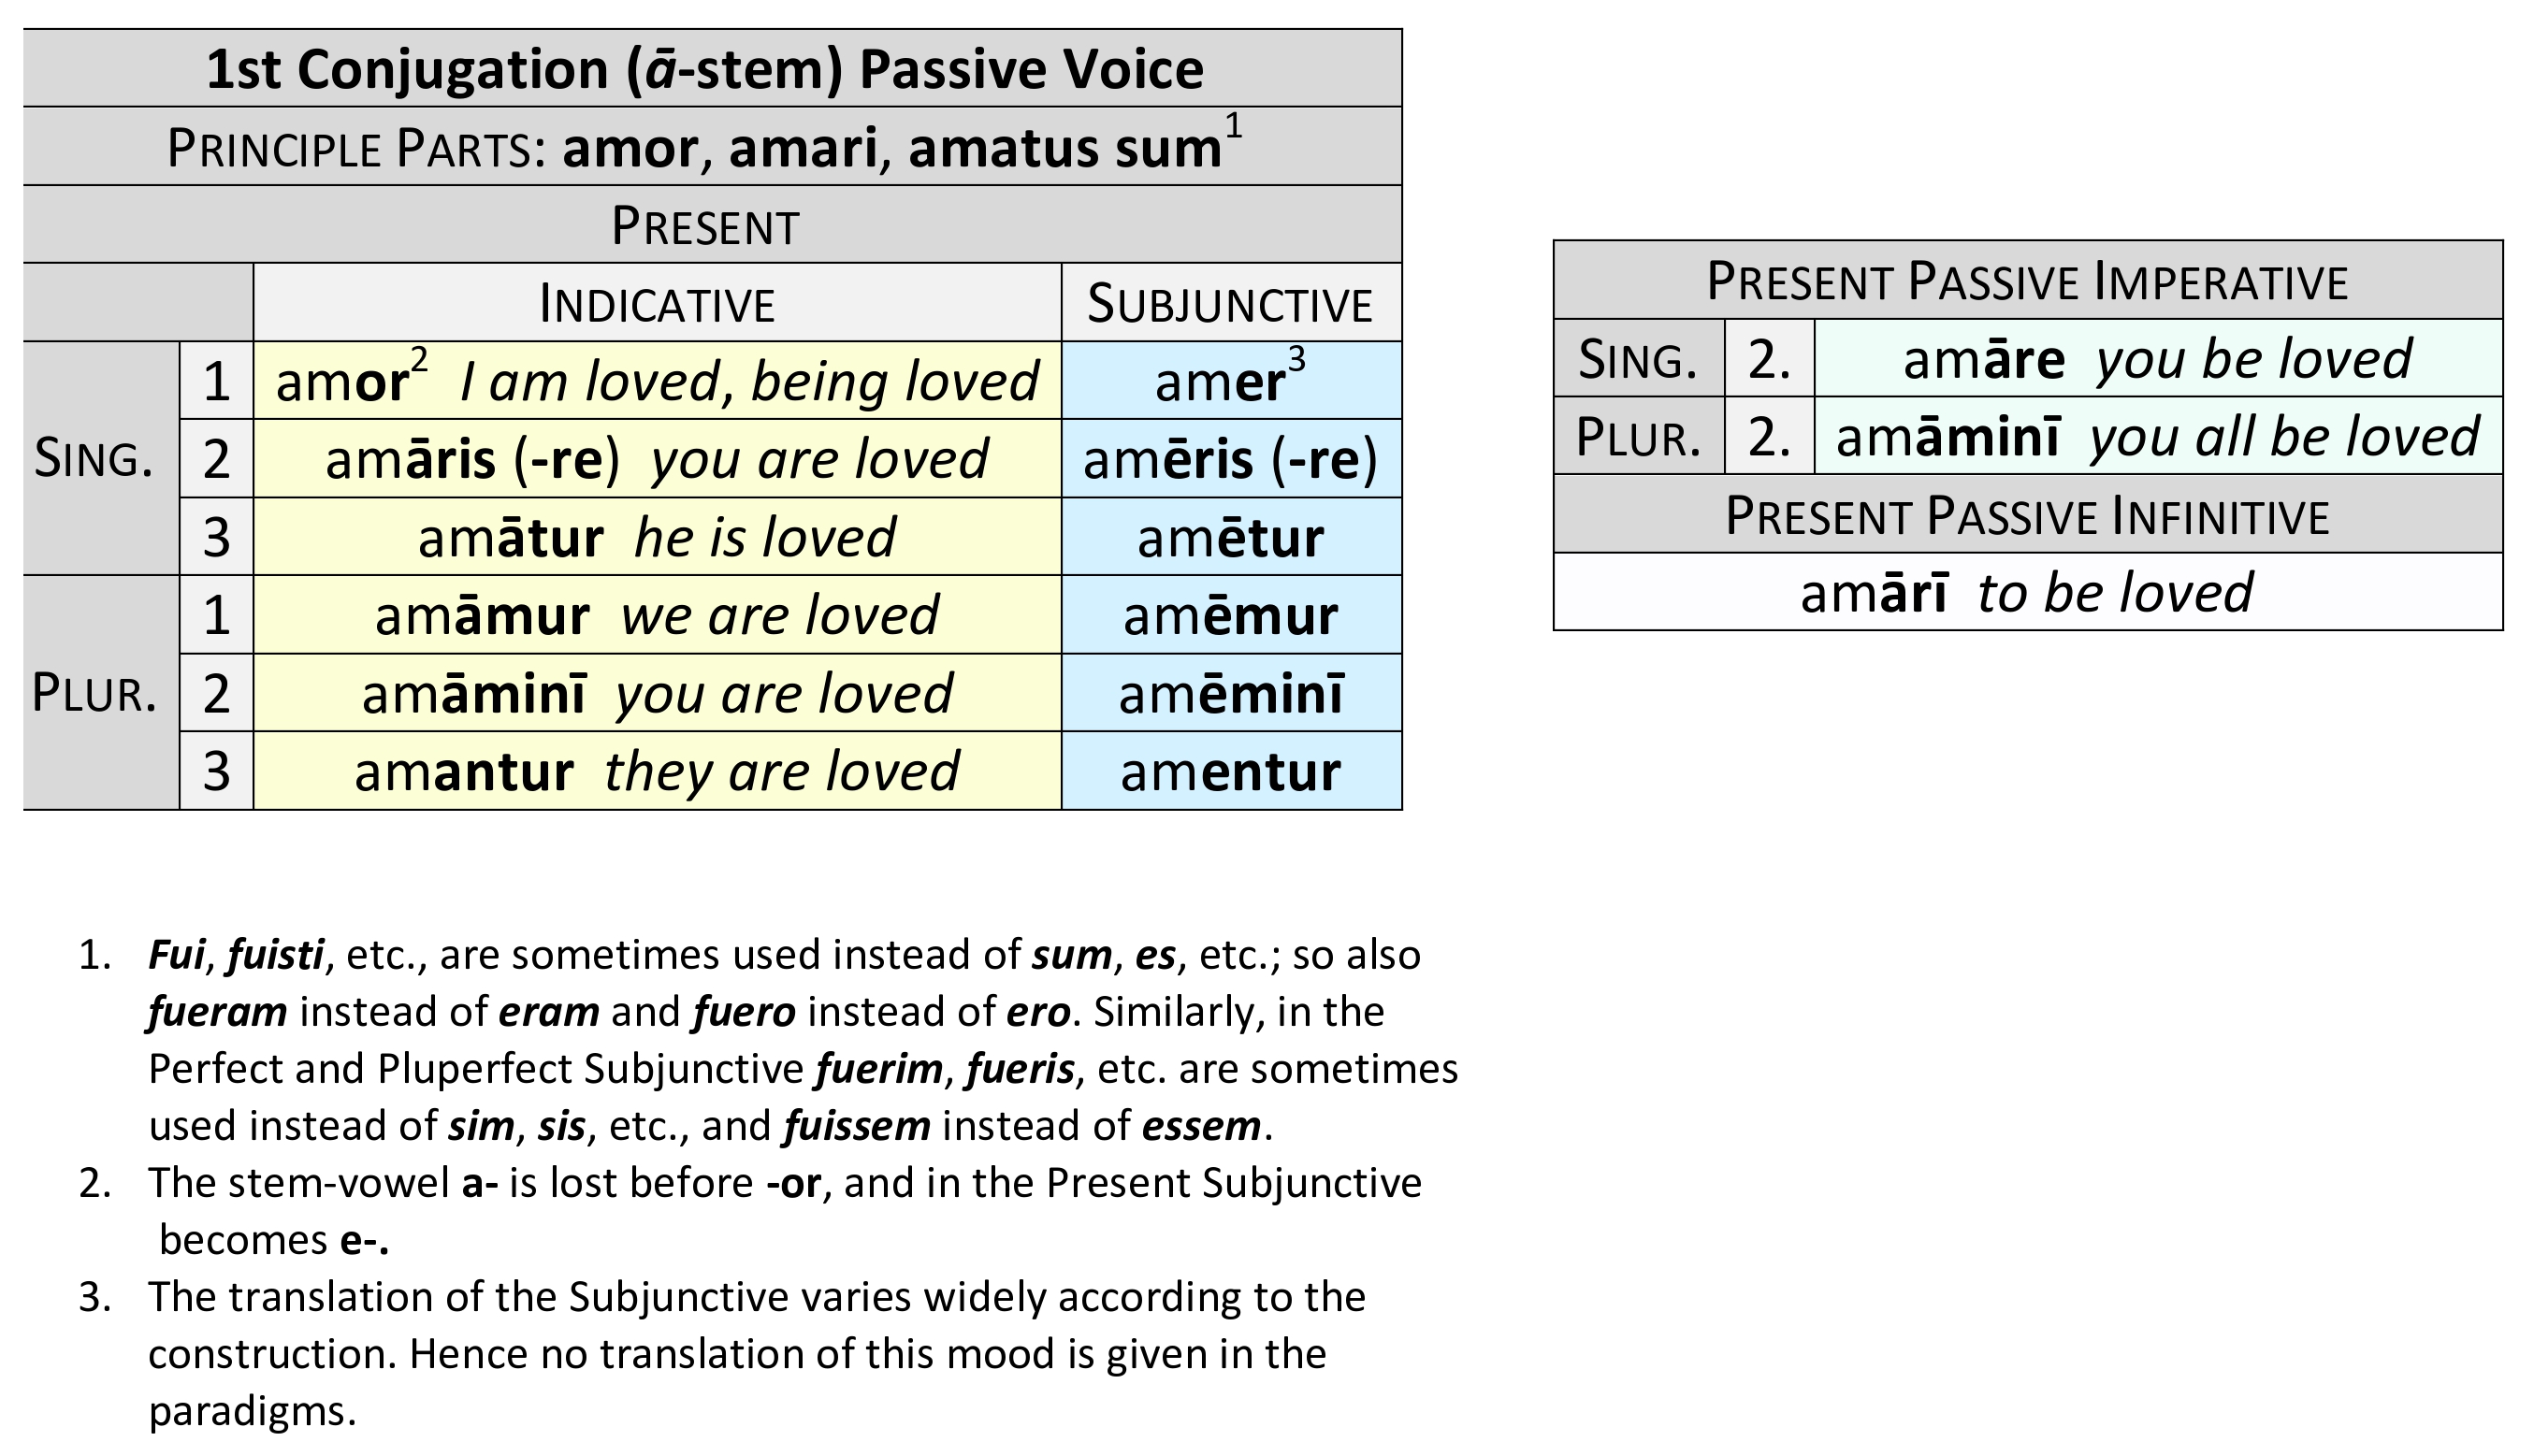 1st Conjugation (ā-stem) Passive Voice
PRINCIPLE PARTS: amor, amari, amatus sum1
PRESENT
INDICATIVE SUBJUNCTIVE
SING. 1 amor2 I am loved, being loved amer3
2 amāris (-re) you are loved amēris (-re)
3 amātur he is loved amētur
PLUR. 1 amāmur we are loved amēmur
2 amāminī you are loved amēminī
3 amantur they are loved amentur
PRESENT PASSIVE IMPERATIVE
SING. 2. amāre you be loved
PLUR. 2. amāminī you all be loved
PRESENT PASSIVE INFINITIVE
amārī to be loved
1. Fui, fuisti, etc., are sometimes used instead of sum, es, etc.; so also
fueram instead of eram and fuero instead of ero. Similarly, in the
Perfect and Pluperfect Subjunctive fuerim, fueris, etc. are sometimes
used instead of sim, sis, etc., and fuissem instead of essem.
2. The stem-vowel a- is lost before -or, and in the Present Subjunctive
becomes e-.
3. The translation of the Subjunctive varies widely according to the
construction. Hence no translation of this mood is given in the
paradigms.